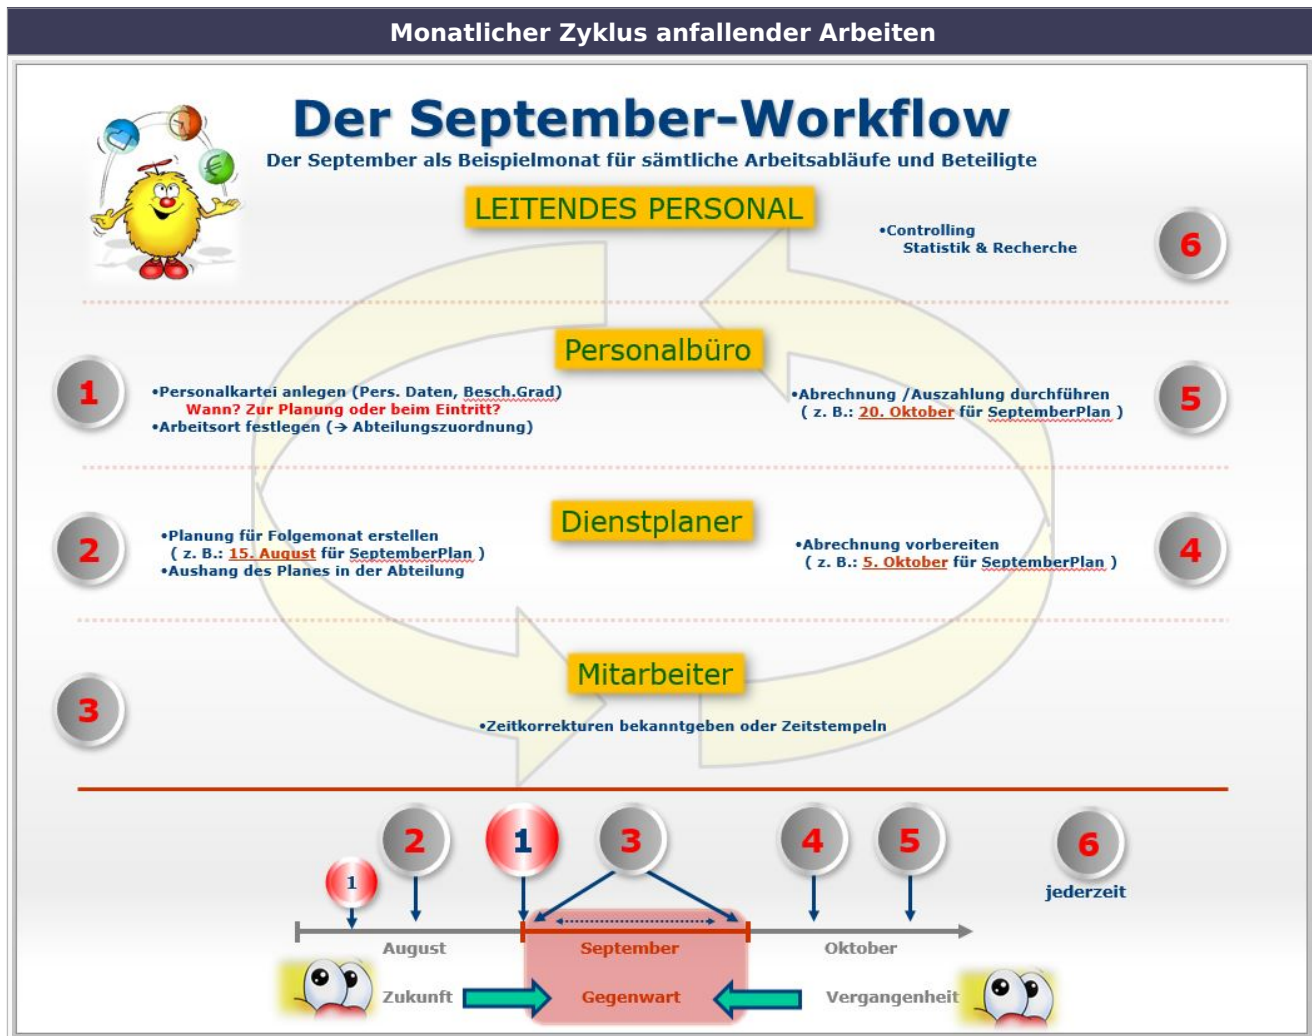 Monatlicher Zyklus anfallender Arbeiten
Der September-Workflow
Der September als Beispielmonat für sämtliche Arbeitsabläufe und Beteiligte
LEITENDES PERSONAL
•Controlling
Statistik & Recherche
6
Personalbüro
1
•Personalkartei anlegen (Pers. Daten, Besch.Grad)
Wann? Zur Planung oder beim Eintritt?
•Arbeitsort festlegen (→ Abteilungszuordnung)
•Abrechnung /Auszahlung durchführen
( z. B.: 20. Oktober für SeptemberPlan )
5
Dienstplaner
2
•Planung für Folgemonat erstellen
( z. B.: 15. August für SeptemberPlan )
•Aushang des Planes in der Abteilung
•Abrechnung vorbereiten
( z. B.: 5. Oktober für SeptemberPlan )
4
Mitarbeiter
3
•Zeitkorrekturen bekanntgeben oder Zeitstempeln
1
2
1
3
4
5
6
jederzeit
August
September
Oktober
Zukunft
Gegenwart
Vergangenheit